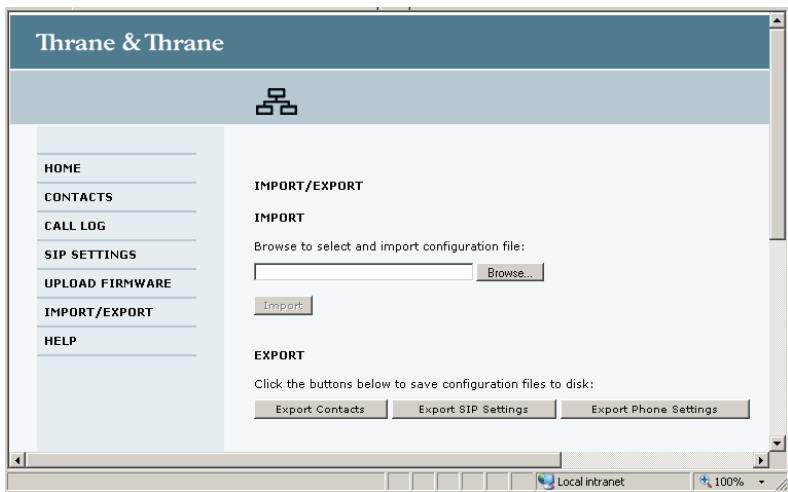 Thrane & Thrane
HOME
CONTACTS
CALL LOG
SIP SETTINGS
UPLOAD FIRMWARE
IMPORT/EXPORT
HELP
IMPORT/EXPORT
IMPORT
Browse to select and import configuration file:
Browse...
Import
EXPORT
Click the buttons below to save configuration files to disk:
Export Contacts Export SIP Settings Export Phone Settings
Local intranet 100%